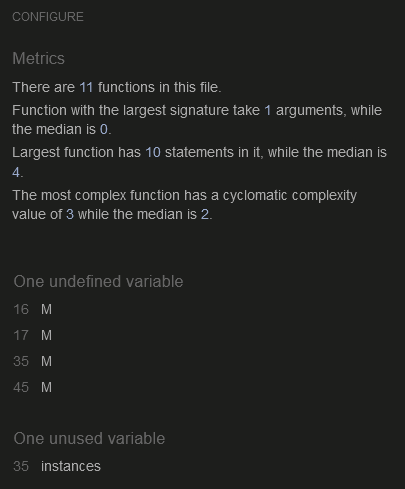 CONFIGURE
Metrics
There are 11 functions in this file.
Function with the largest signature take 1 arguments, while
the median is 0.
Largest function has 10 statements in it, while the median is
4.
The most complex function has a cyclomatic complexity
value of 3 while the median is 2.
One undefined variable
16 M
17 M
35 M
45 M
One unused variable
35 instances